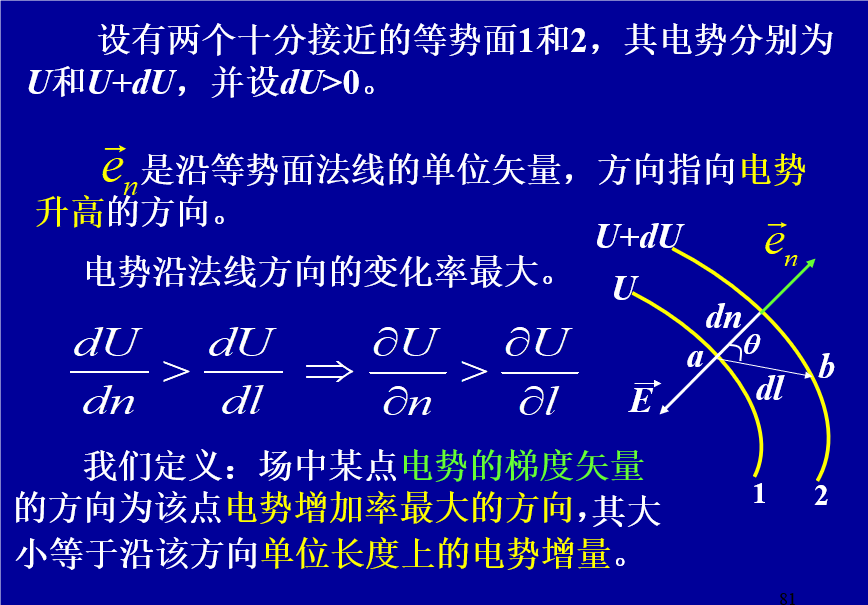 设有两个十分接近的等势面1和2，其电势分别为
U和U+dU，并设dU>0。
$\vec{e}_n$是沿等势面法线的单位矢量，方向指向电势
升高的方向。
电势沿法线方向的变化率最大。
$\frac{dU}{dn} > \frac{dU}{dl} \Rightarrow \frac{\partial U}{\partial n} > \frac{\partial U}{\partial l}$
U+dU
$\vec{e}_n$
U
dn
θ
a
b
dl
$\vec{E}$
1
2
我们定义：场中某点电势的梯度矢量
的方向为该点电势增加率最大的方向，其大
小等于沿该方向单位长度上的电势增量。
81